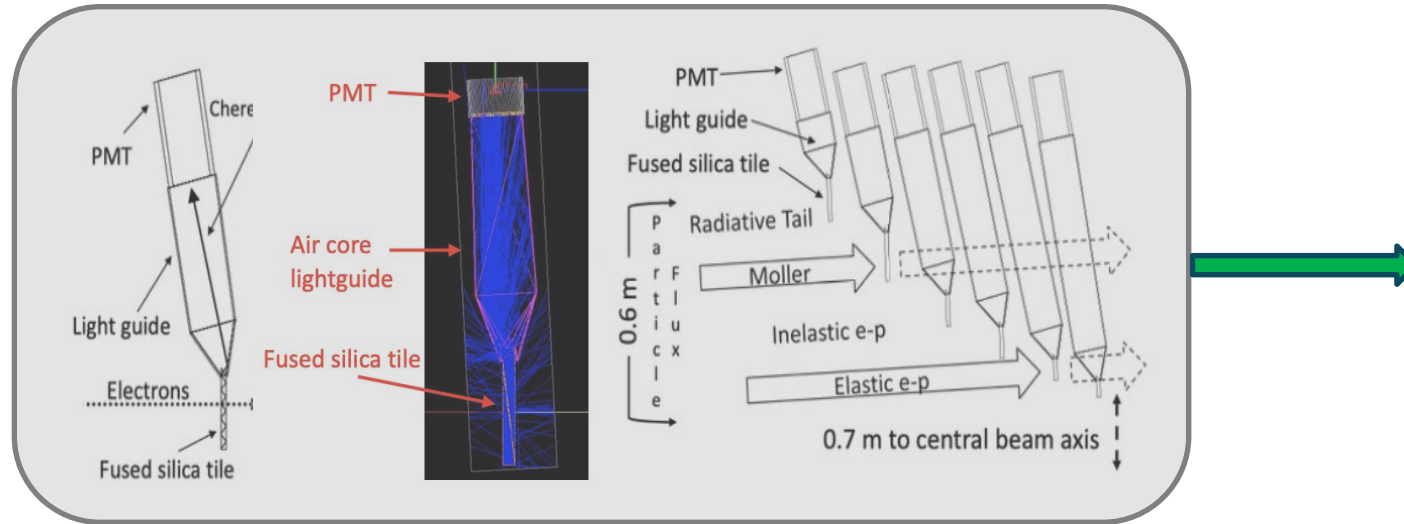 Chere
PMT
Light guide
Electrons
Fused silica tile
PMT
Air core
lightguide
Fused silica tile
PMT
Light guide
Fused silica tile
0.6 m
Particle
Flux
Radiative Tail
Moller
Inelastic e-p
Elastic e-p
0.7 m to central beam axis